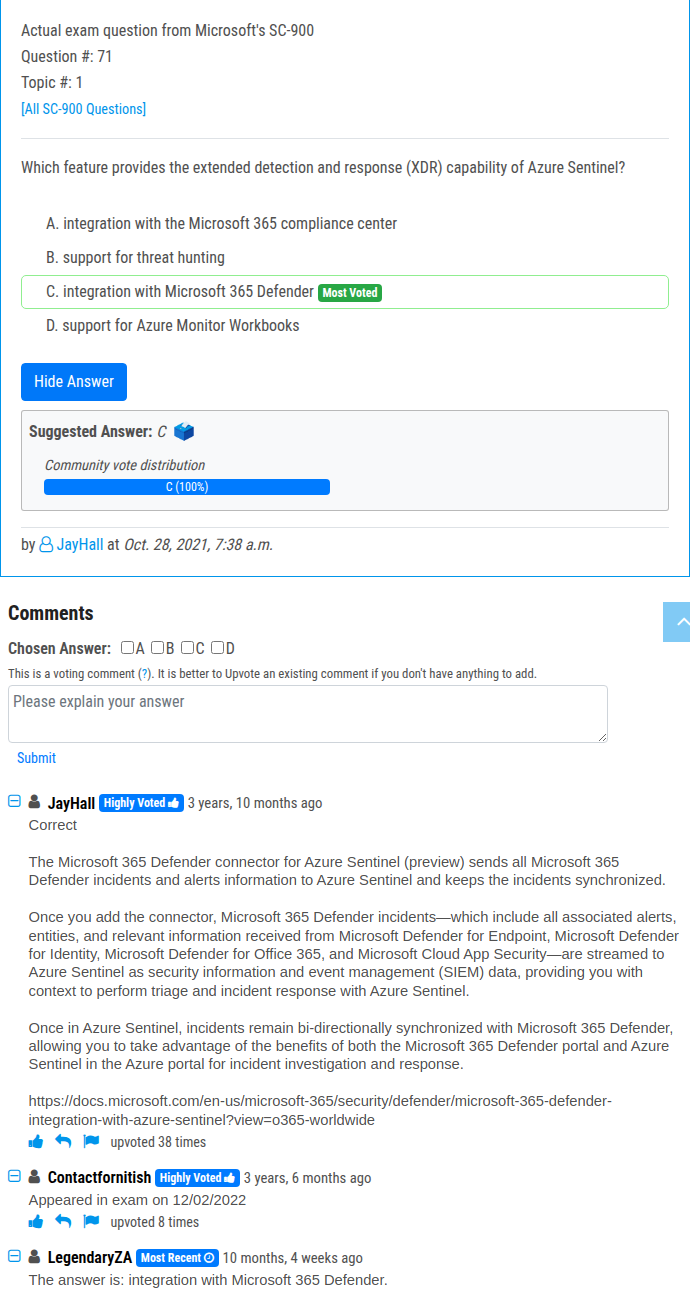 Actual exam question from Microsoft's SC-900
Question #: 71
Topic #: 1
[All SC-900 Questions]
Which feature provides the extended detection and response (XDR) capability of Azure Sentinel?
A. integration with the Microsoft 365 compliance center
B. support for threat hunting
C. integration with Microsoft 365 Defender Most Voted
D. support for Azure Monitor Workbooks
Hide Answer
Suggested Answer: C
Community vote distribution
C (100%)
by JayHall at Oct. 28, 2021, 7:38 a.m.
Comments
Chosen Answer: A B C D
This is a voting comment (?). It is better to Upvote an existing comment if you don't have anything to add.
Please explain your answer
Submit
JayHall Highly Voted 3 years, 10 months ago
Correct
The Microsoft 365 Defender connector for Azure Sentinel (preview) sends all Microsoft 365
Defender incidents and alerts information to Azure Sentinel and keeps the incidents synchronized.
Once you add the connector, Microsoft 365 Defender incidents—which include all associated alerts,
entities, and relevant information received from Microsoft Defender for Endpoint, Microsoft Defender
for Identity, Microsoft Defender for Office 365, and Microsoft Cloud App Security—are streamed to
Azure Sentinel as security information and event management (SIEM) data, providing you with
context to perform triage and incident response with Azure Sentinel.
Once in Azure Sentinel, incidents remain bi-directionally synchronized with Microsoft 365 Defender,
allowing you to take advantage of the benefits of both the Microsoft 365 Defender portal and Azure
Sentinel in the Azure portal for incident investigation and response.
https://docs.microsoft.com/en-us/microsoft-365/security/defender/microsoft-365-defender-
integration-with-azure-sentinel?view=o365-worldwide
upvoted 38 times
Contactfornitish Highly Voted 3 years, 6 months ago
Appeared in exam on 12/02/2022
upvoted 8 times
LegendaryZA Most Recent 10 months, 4 weeks ago
The answer is: integration with Microsoft 365 Defender.